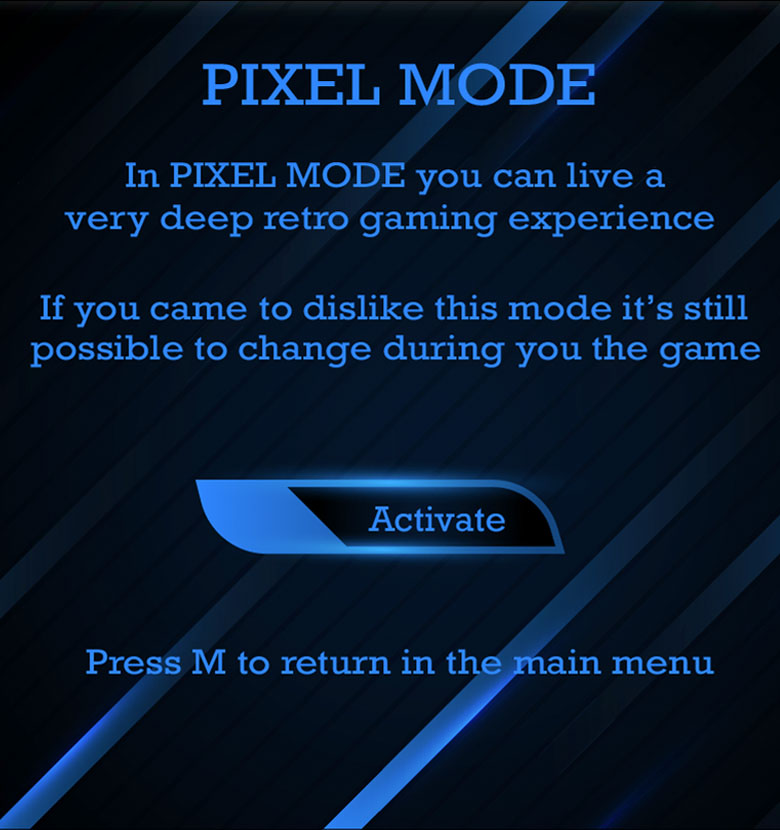 PIXEL MODE
In PIXEL MODE you can live a
very deep retro gaming experience
If you came to dislike this mode it’s still
possible to change during you the game
Activate
Press M to return in the main menu